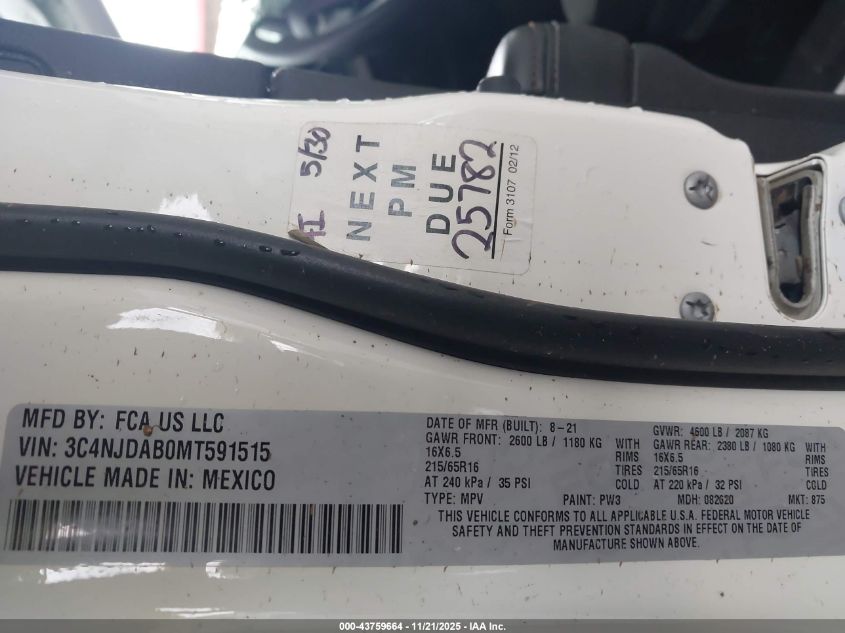 5/30
NEXT
PM
DUE
25782
Form 3107 02/12
MFD BY: FCA US LLC
VIN: 3C4NJDAB0MT591515
VEHICLE MADE IN: MEXICO
DATE OF MFR (BUILT): 8-21 GVWR: 4600 LB / 2087 KG
GAWR FRONT: 2600 LB / 1180 KG WITH GAWR REAR: 2380 LB / 1080 KG WITH
16X6.5 RIMS 16X6.5 RIMS
215/65R16 TIRES 215/65R16 TIRES
AT 240 kPa / 35 PSI COLD AT 220 kPa / 32 PSI COLD
TYPE: MPV PAINT: PW3 MDH: 082620 MKT: 875
THIS VEHICLE CONFORMS TO ALL APPLICABLE U.S.A. FEDERAL MOTOR VEHICLE
SAFETY AND THEFT PREVENTION STANDARDS IN EFFECT ON THE DATE OF
MANUFACTURE SHOWN ABOVE.
000-43759664 - 11/21/2025 - IAA Inc.